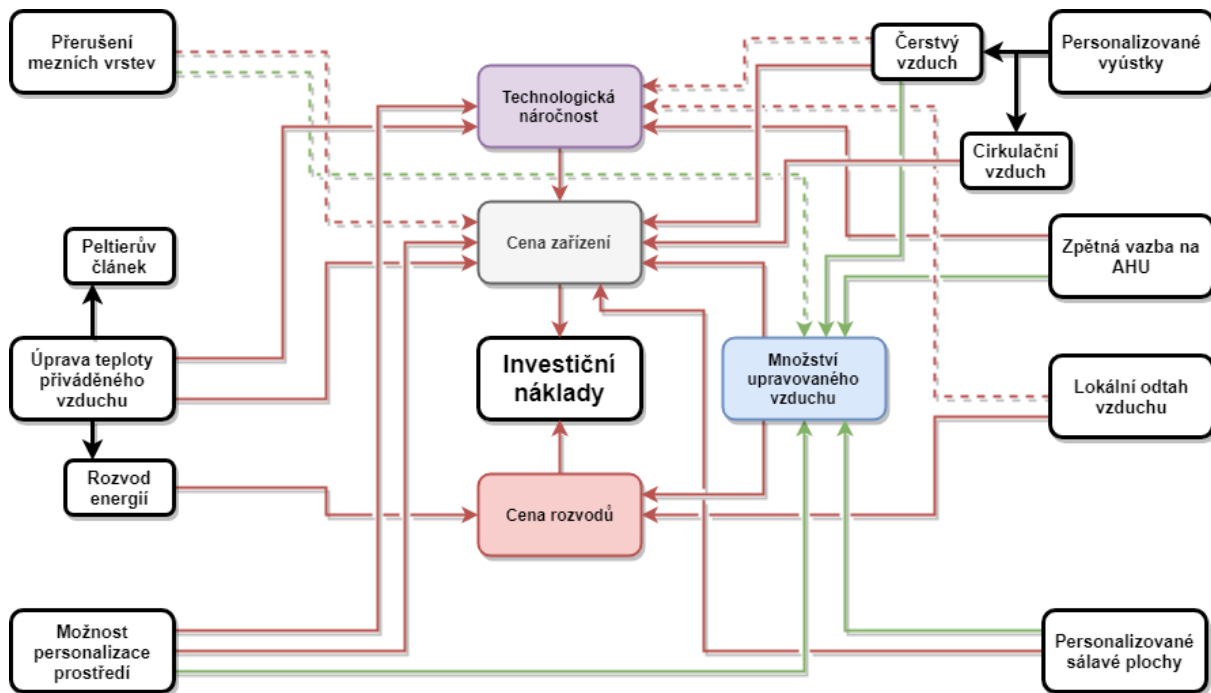 Přerušení
mezních vrstev
Technologická
náročnost
Čerstvý
vzduch
Personalizované
vyústky
Cirkulační
vzduch
Cena zařízení
Peltierův
článek
Zpětná vazba na
AHU
Úprava teploty
přiváděného
vzduchu
Investiční
náklady
Množství
upravovaného
vzduchu
Lokální odtah
vzduchu
Rozvod
energií
Cena rozvodů
Možnost
personalizace
prostředí
Personalizované
sálavé plochy